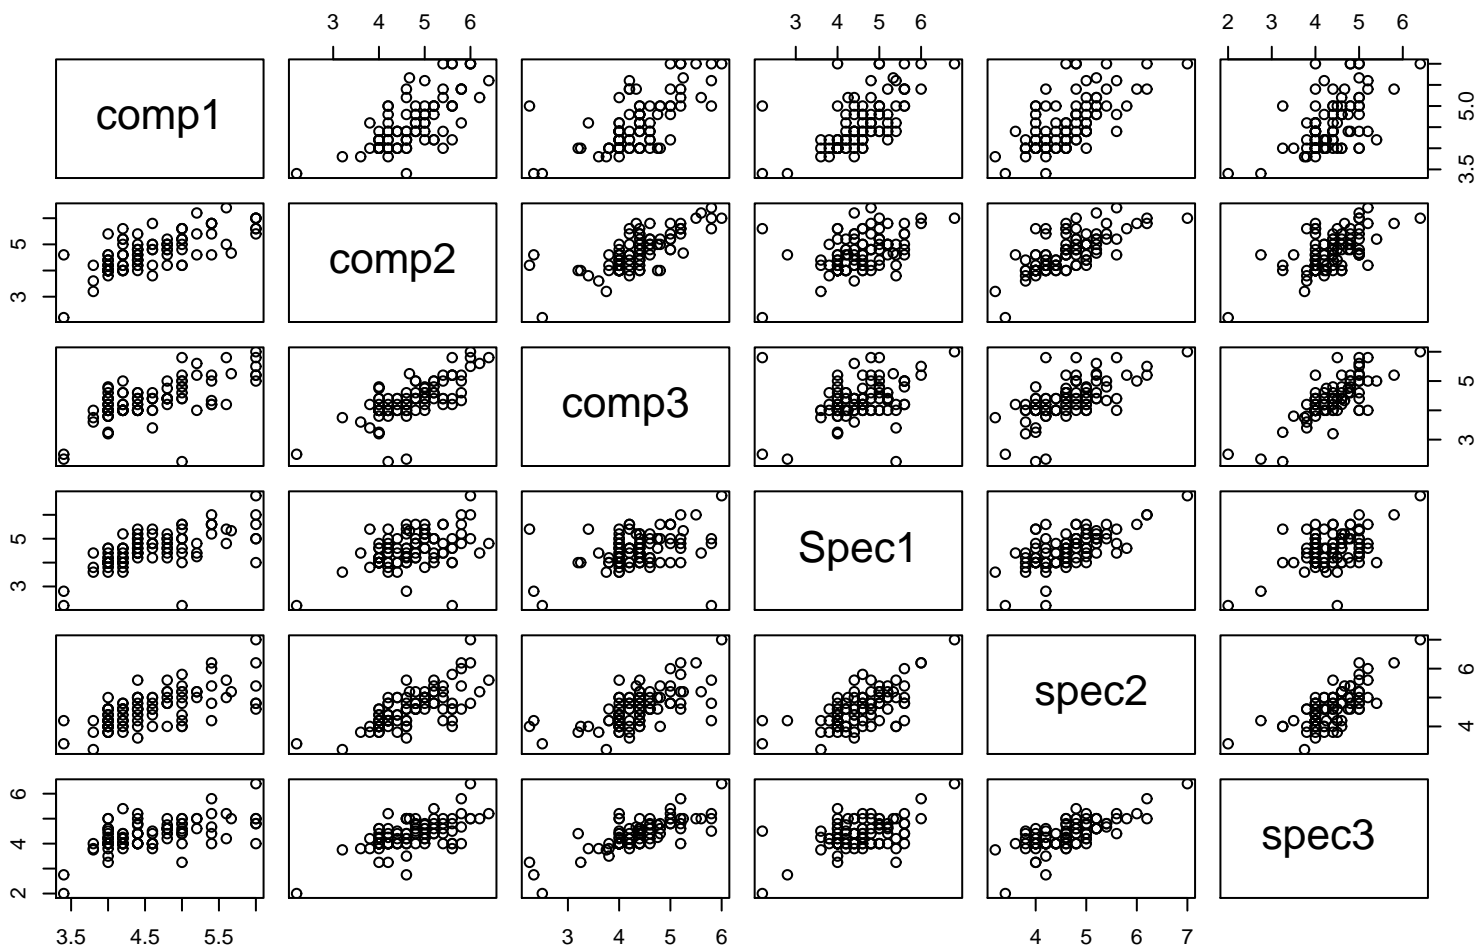 3 4 5 6 3 4 5 6 2 3 4 5 6
comp1 3.5 5.0
3 5 comp2
comp3 3 5
3 5 Spec1
spec2 4 6
2 4 6 spec3
3.5 4.5 5.5 3 4 5 6 4 5 6 7